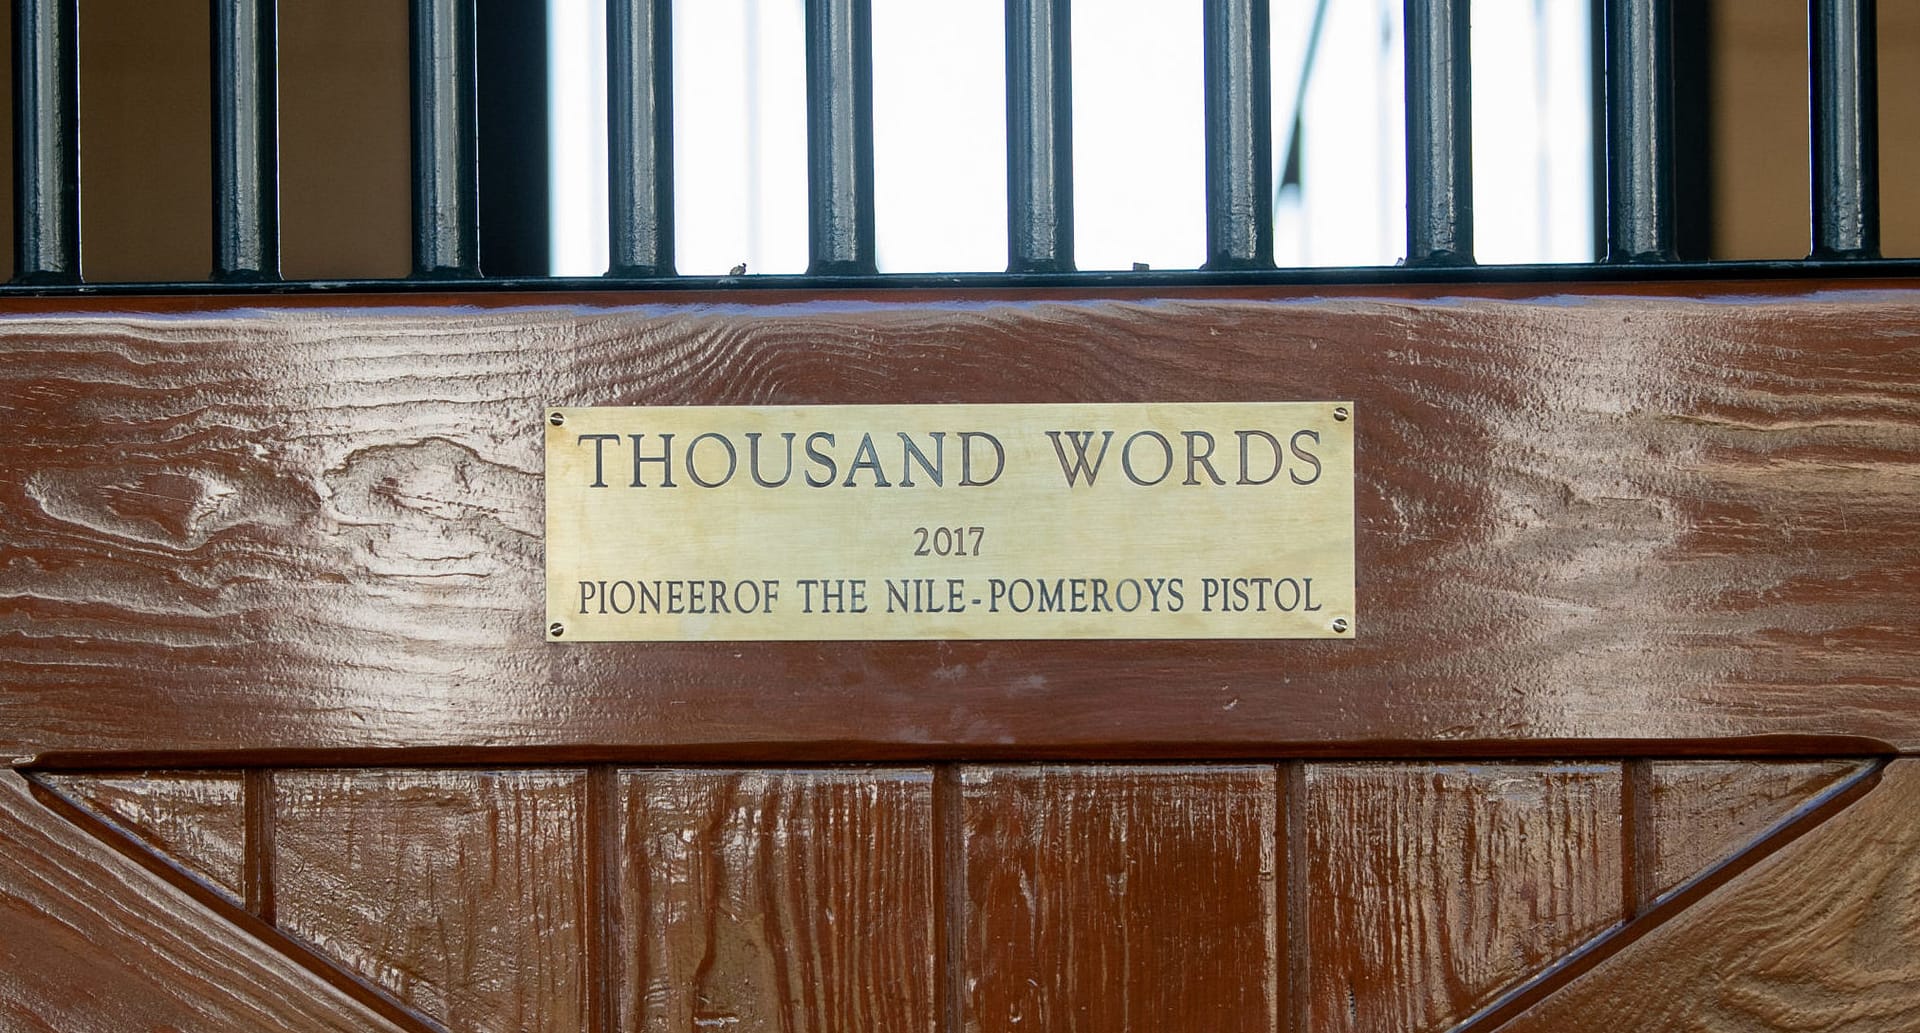 THOUSAND WORDS
2017
PIONEEROF THE NILE-POMEROYS PISTOL